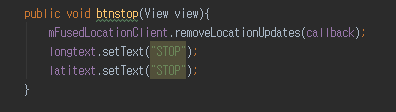 public void btnstop(View view){
mFusedLocationClient.removeLocationUpdates(callback);
longtext.setText("STOP");
latitext.setText("STOP");
}